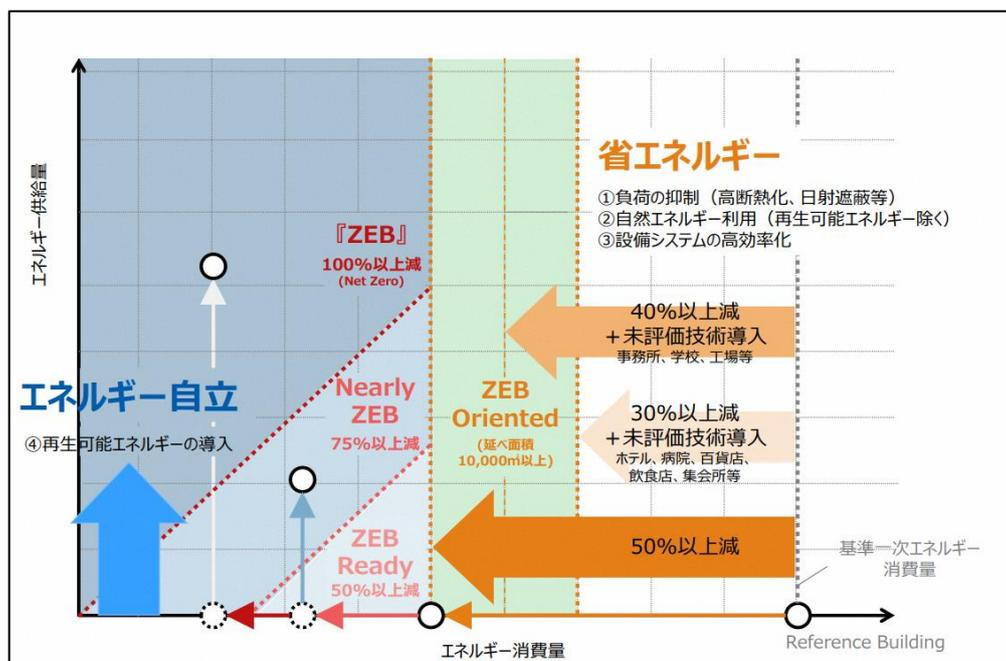 エネルギー供給量
『ZEB』
100%以上減
(Net Zero)
省エネルギー
①負荷の抑制（高断熱化、日射遮蔽等）
②自然エネルギー利用（再生可能エネルギー除く）
③設備システムの高効率化
40%以上減
＋未評価技術導入
事務所、学校、工場等
エネルギー自立
④再生可能エネルギーの導入
Nearly
ZEB
75%以上減
ZEB
Oriented
(延べ面積
10,000㎡以上)
30%以上減
＋未評価技術導入
ホテル、病院、百貨店、
飲食店、集会所等
ZEB
Ready
50%以上減
50%以上減
基準一次エネルギー
消費量
エネルギー消費量
Reference Building